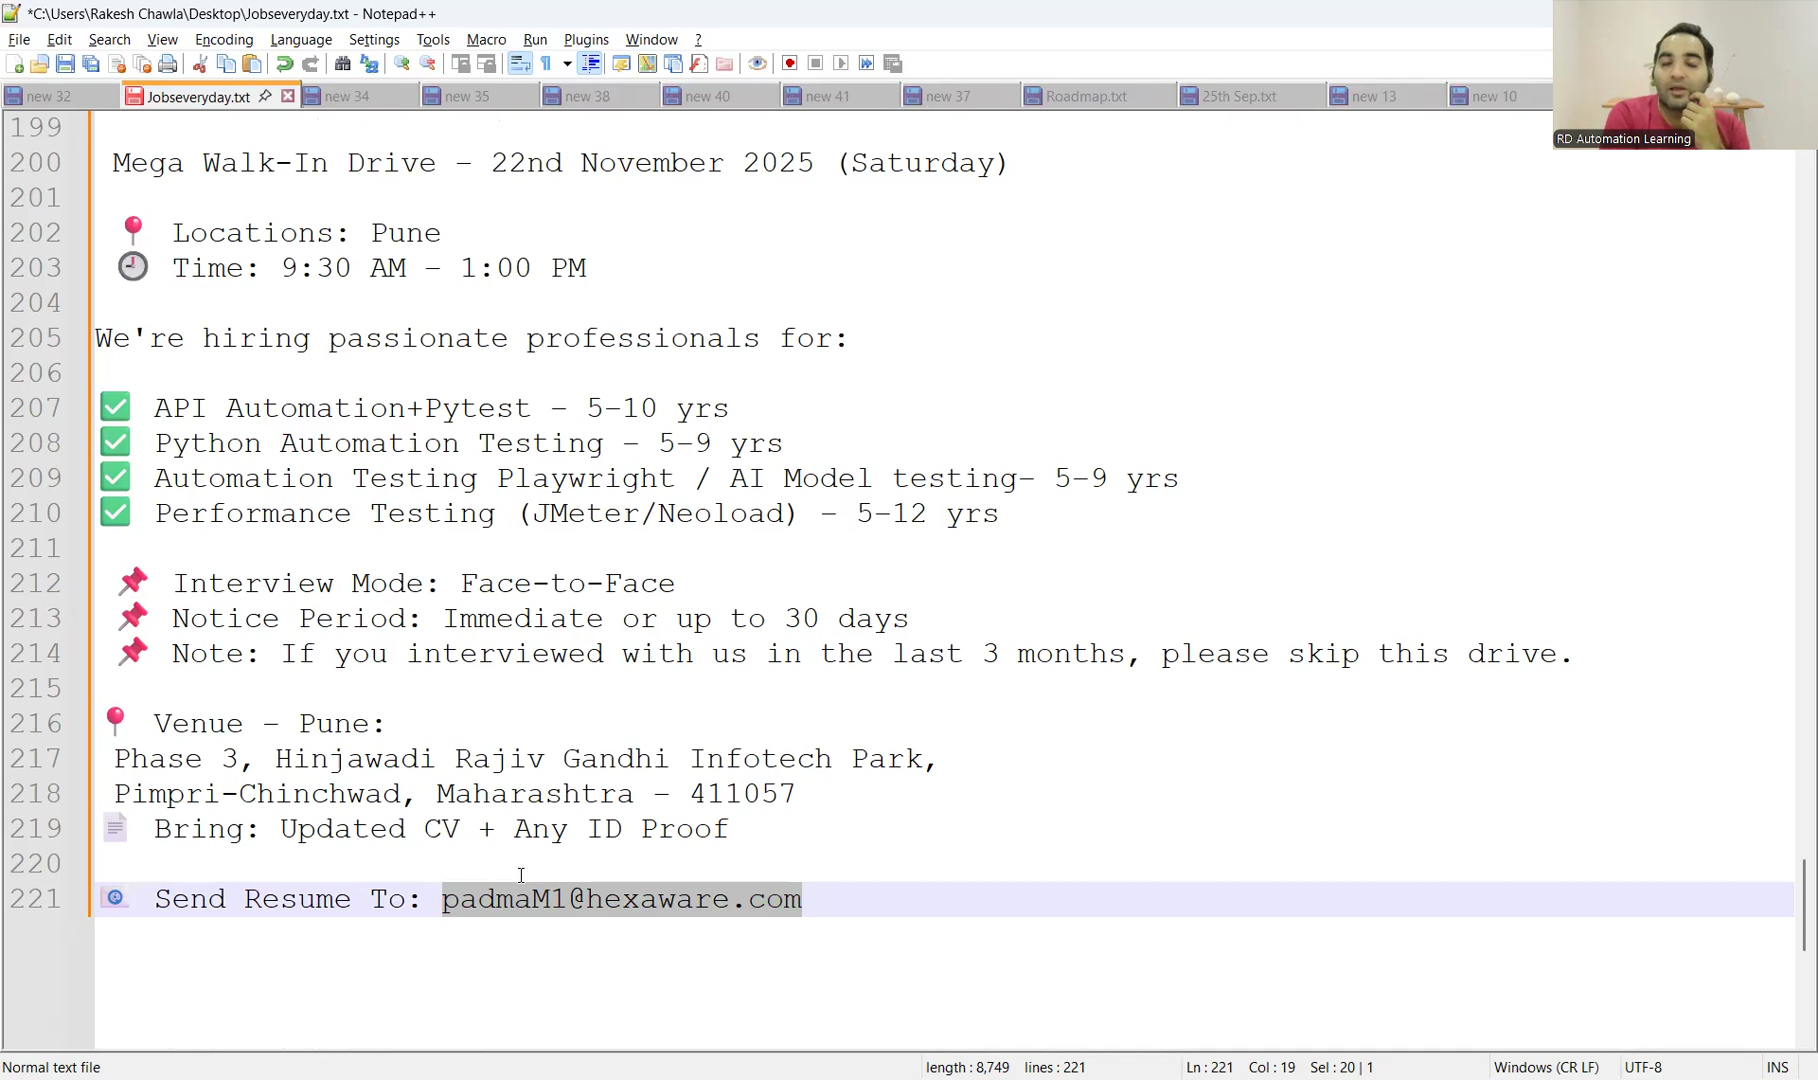 *C:\Users\Rakesh Chawla\Desktop\Jobseveryday.txt - Notepad++
File Edit Search View Encoding Language Settings Tools Macro Run Plugins Window ?
new 32 Jobseveryday.txt new 34 new 35 new 38 new 40 new 41 new 37 Roadmap.txt 25th Sep.txt new 13 new 10
RD Automation Learning
199
200 Mega Walk-In Drive – 22nd November 2025 (Saturday)
201
202 📍 Locations: Pune
203 🕘 Time: 9:30 AM – 1:00 PM
204
205 We're hiring passionate professionals for:
206
207 ✅ API Automation+Pytest – 5–10 yrs
208 ✅ Python Automation Testing – 5–9 yrs
209 ✅ Automation Testing Playwright / AI Model testing– 5–9 yrs
210 ✅ Performance Testing (JMeter/Neoload) – 5–12 yrs
211
212 📌 Interview Mode: Face-to-Face
213 📌 Notice Period: Immediate or up to 30 days
214 📌 Note: If you interviewed with us in the last 3 months, please skip this drive.
215
216 📍 Venue – Pune:
217 Phase 3, Hinjawadi Rajiv Gandhi Infotech Park,
218 Pimpri-Chinchwad, Maharashtra – 411057
219 📄 Bring: Updated CV + Any ID Proof
220
221 📧 Send Resume To: padmaM1@hexaware.com
Normal text file length : 8,749 lines : 221 Ln : 221 Col : 19 Sel : 20 | 1 Windows (CR LF) UTF-8 INS